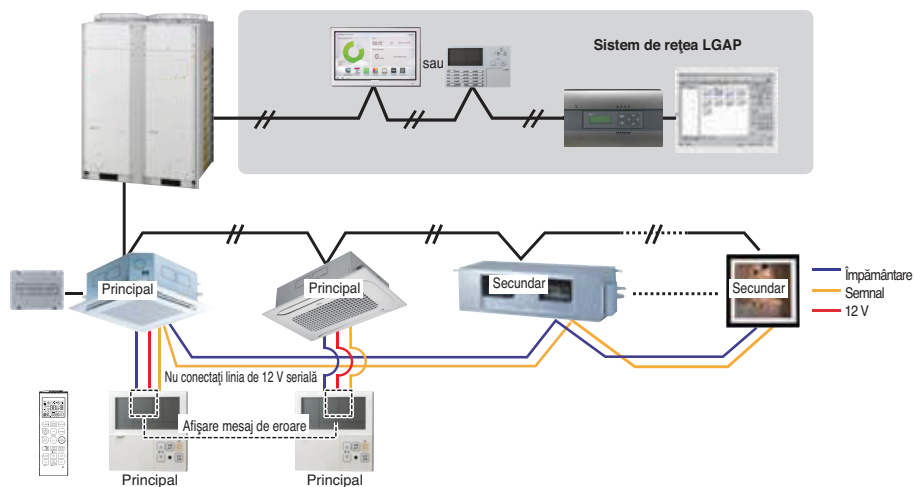 Sistem de rețea LGAP
sau
Principal
Principal
Secundar
Secundar
Împământare
Semnal
12 V
Nu conectați linia de 12 V serială
Afișare mesaj de eroare
Principal
Principal